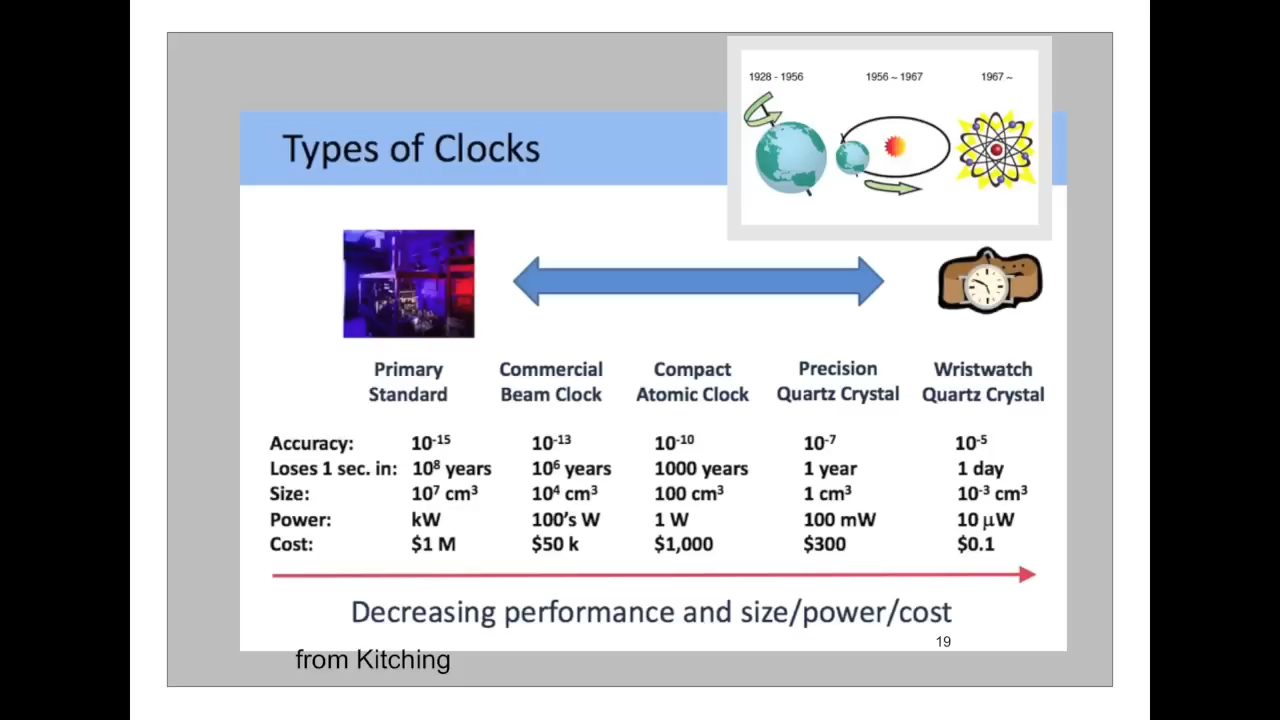 1928 - 1956 1956 ~ 1967 1967 ~
Types of Clocks
Primary Standard Commercial Beam Clock Compact Atomic Clock Precision Quartz Crystal Wristwatch Quartz Crystal
Accuracy: 10⁻¹⁵ 10⁻¹³ 10⁻¹⁰ 10⁻⁷ 10⁻⁵
Loses 1 sec. in: 10⁸ years 10⁶ years 1000 years 1 year 1 day
Size: 10⁷ cm³ 10⁴ cm³ 100 cm³ 1 cm³ 10⁻³ cm³
Power: kW 100's W 1 W 100 mW 10 µW
Cost: $1 M $50 k $1,000 $300 $0.1
Decreasing performance and size/power/cost
19
from Kitching